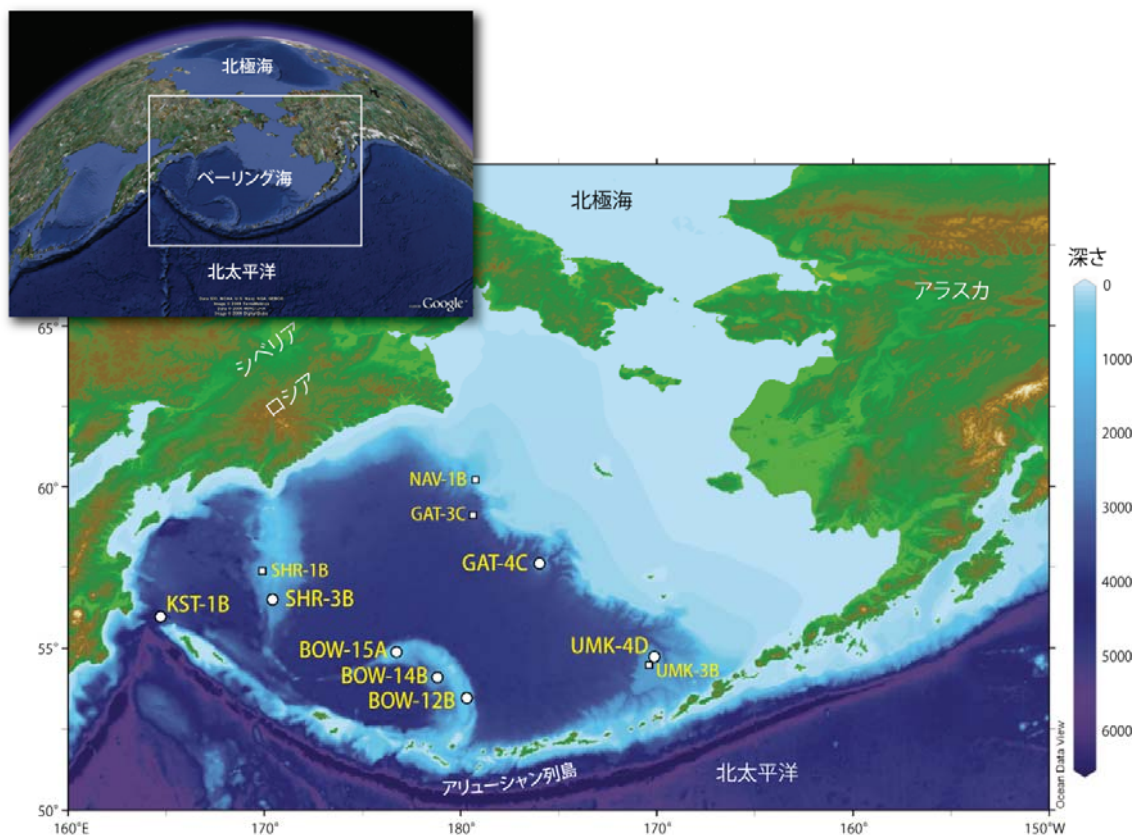 北極海
ベーリング海
北太平洋
Google
北極海
アラスカ
深さ
0
1000
2000
3000
4000
5000
6000
65°
シベリア
ロシア
60°
NAV-1B
GAT-3C
GAT-4C
SHR-1B
SHR-3B
KST-1B
BOW-15A
BOW-14B
BOW-12B
UMK-4D
UMK-3B
55°
アリューシャン列島
北太平洋
Ocean Data View
50°
160°E
170°
180°
170°
160°
150°W